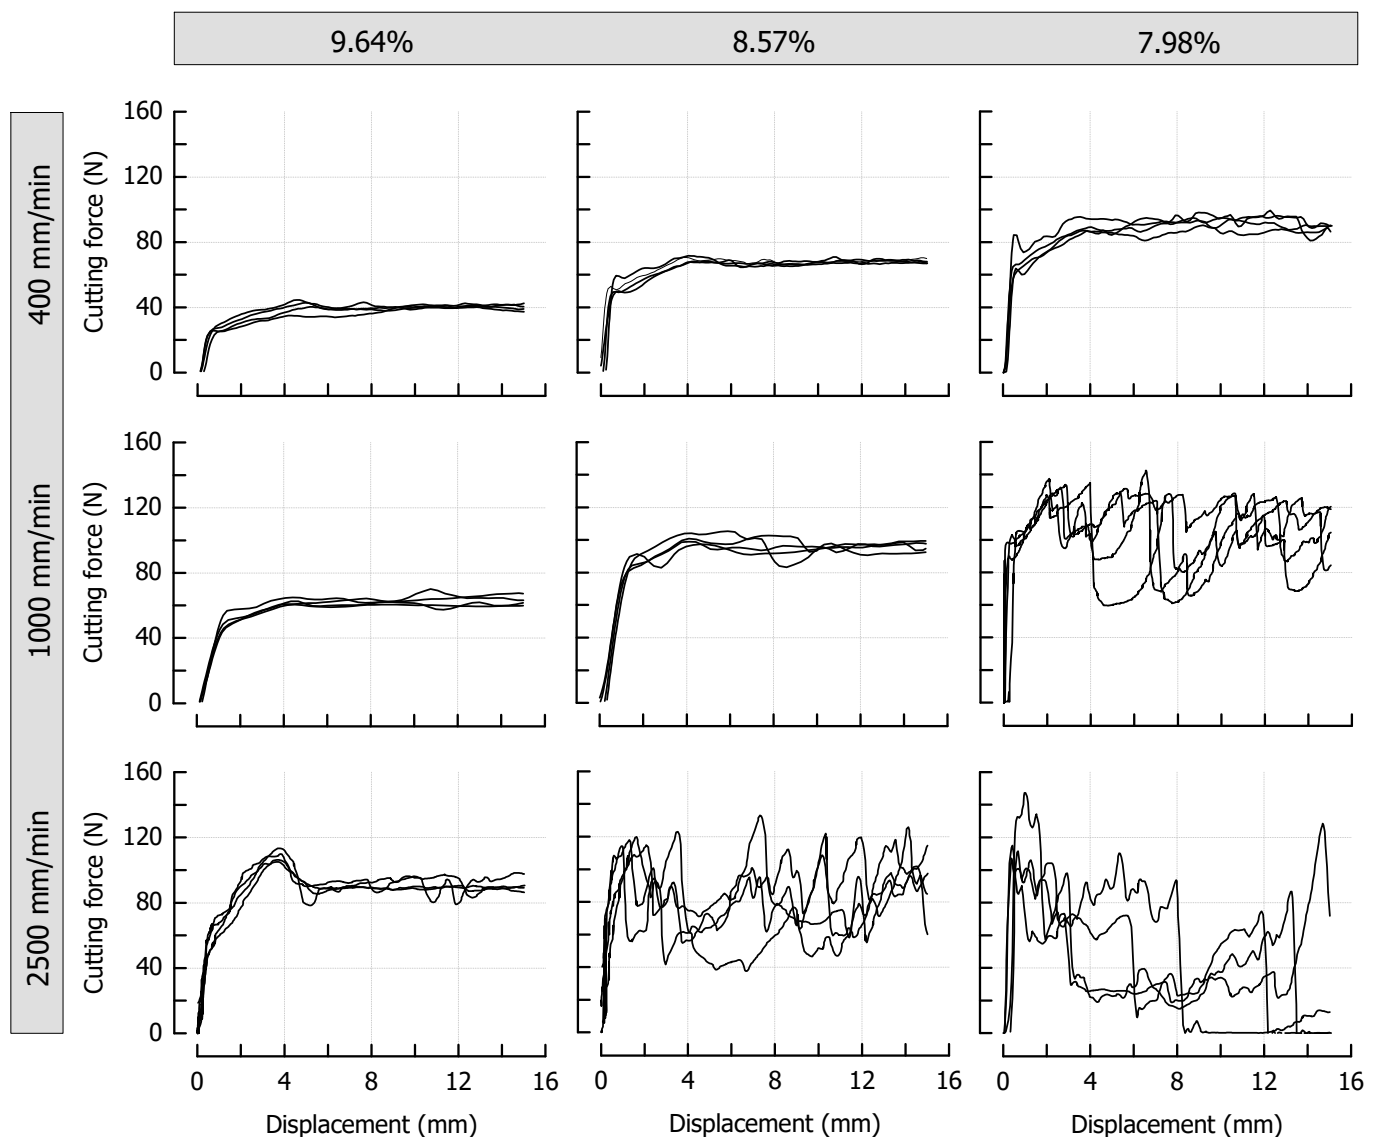 9.64% 8.57% 7.98%
400 mm/min
Cutting force (N)
160
120
80
40
0
1000 mm/min
Cutting force (N)
160
120
80
40
0
2500 mm/min
Cutting force (N)
160
120
80
40
0
0 4 8 12 16 0 4 8 12 16 0 4 8 12 16
Displacement (mm) Displacement (mm) Displacement (mm)